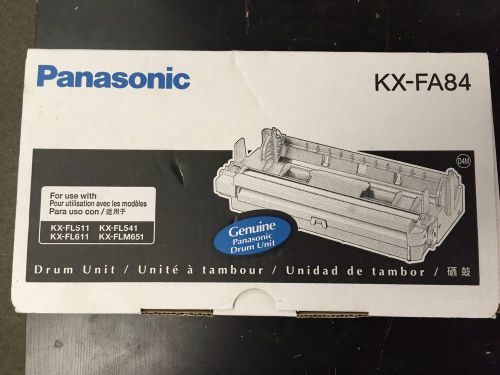 Panasonic
KX-FA84
D4M
For use with
Pour utilisation avec les modèles
Para uso con / 适用于
KX-FL511 KX-FL541
KX-FL611 KX-FLM651
Genuine
Panasonic
Drum Unit
Drum Unit / Unité à tambour / Unidad de tambor / 硒鼓